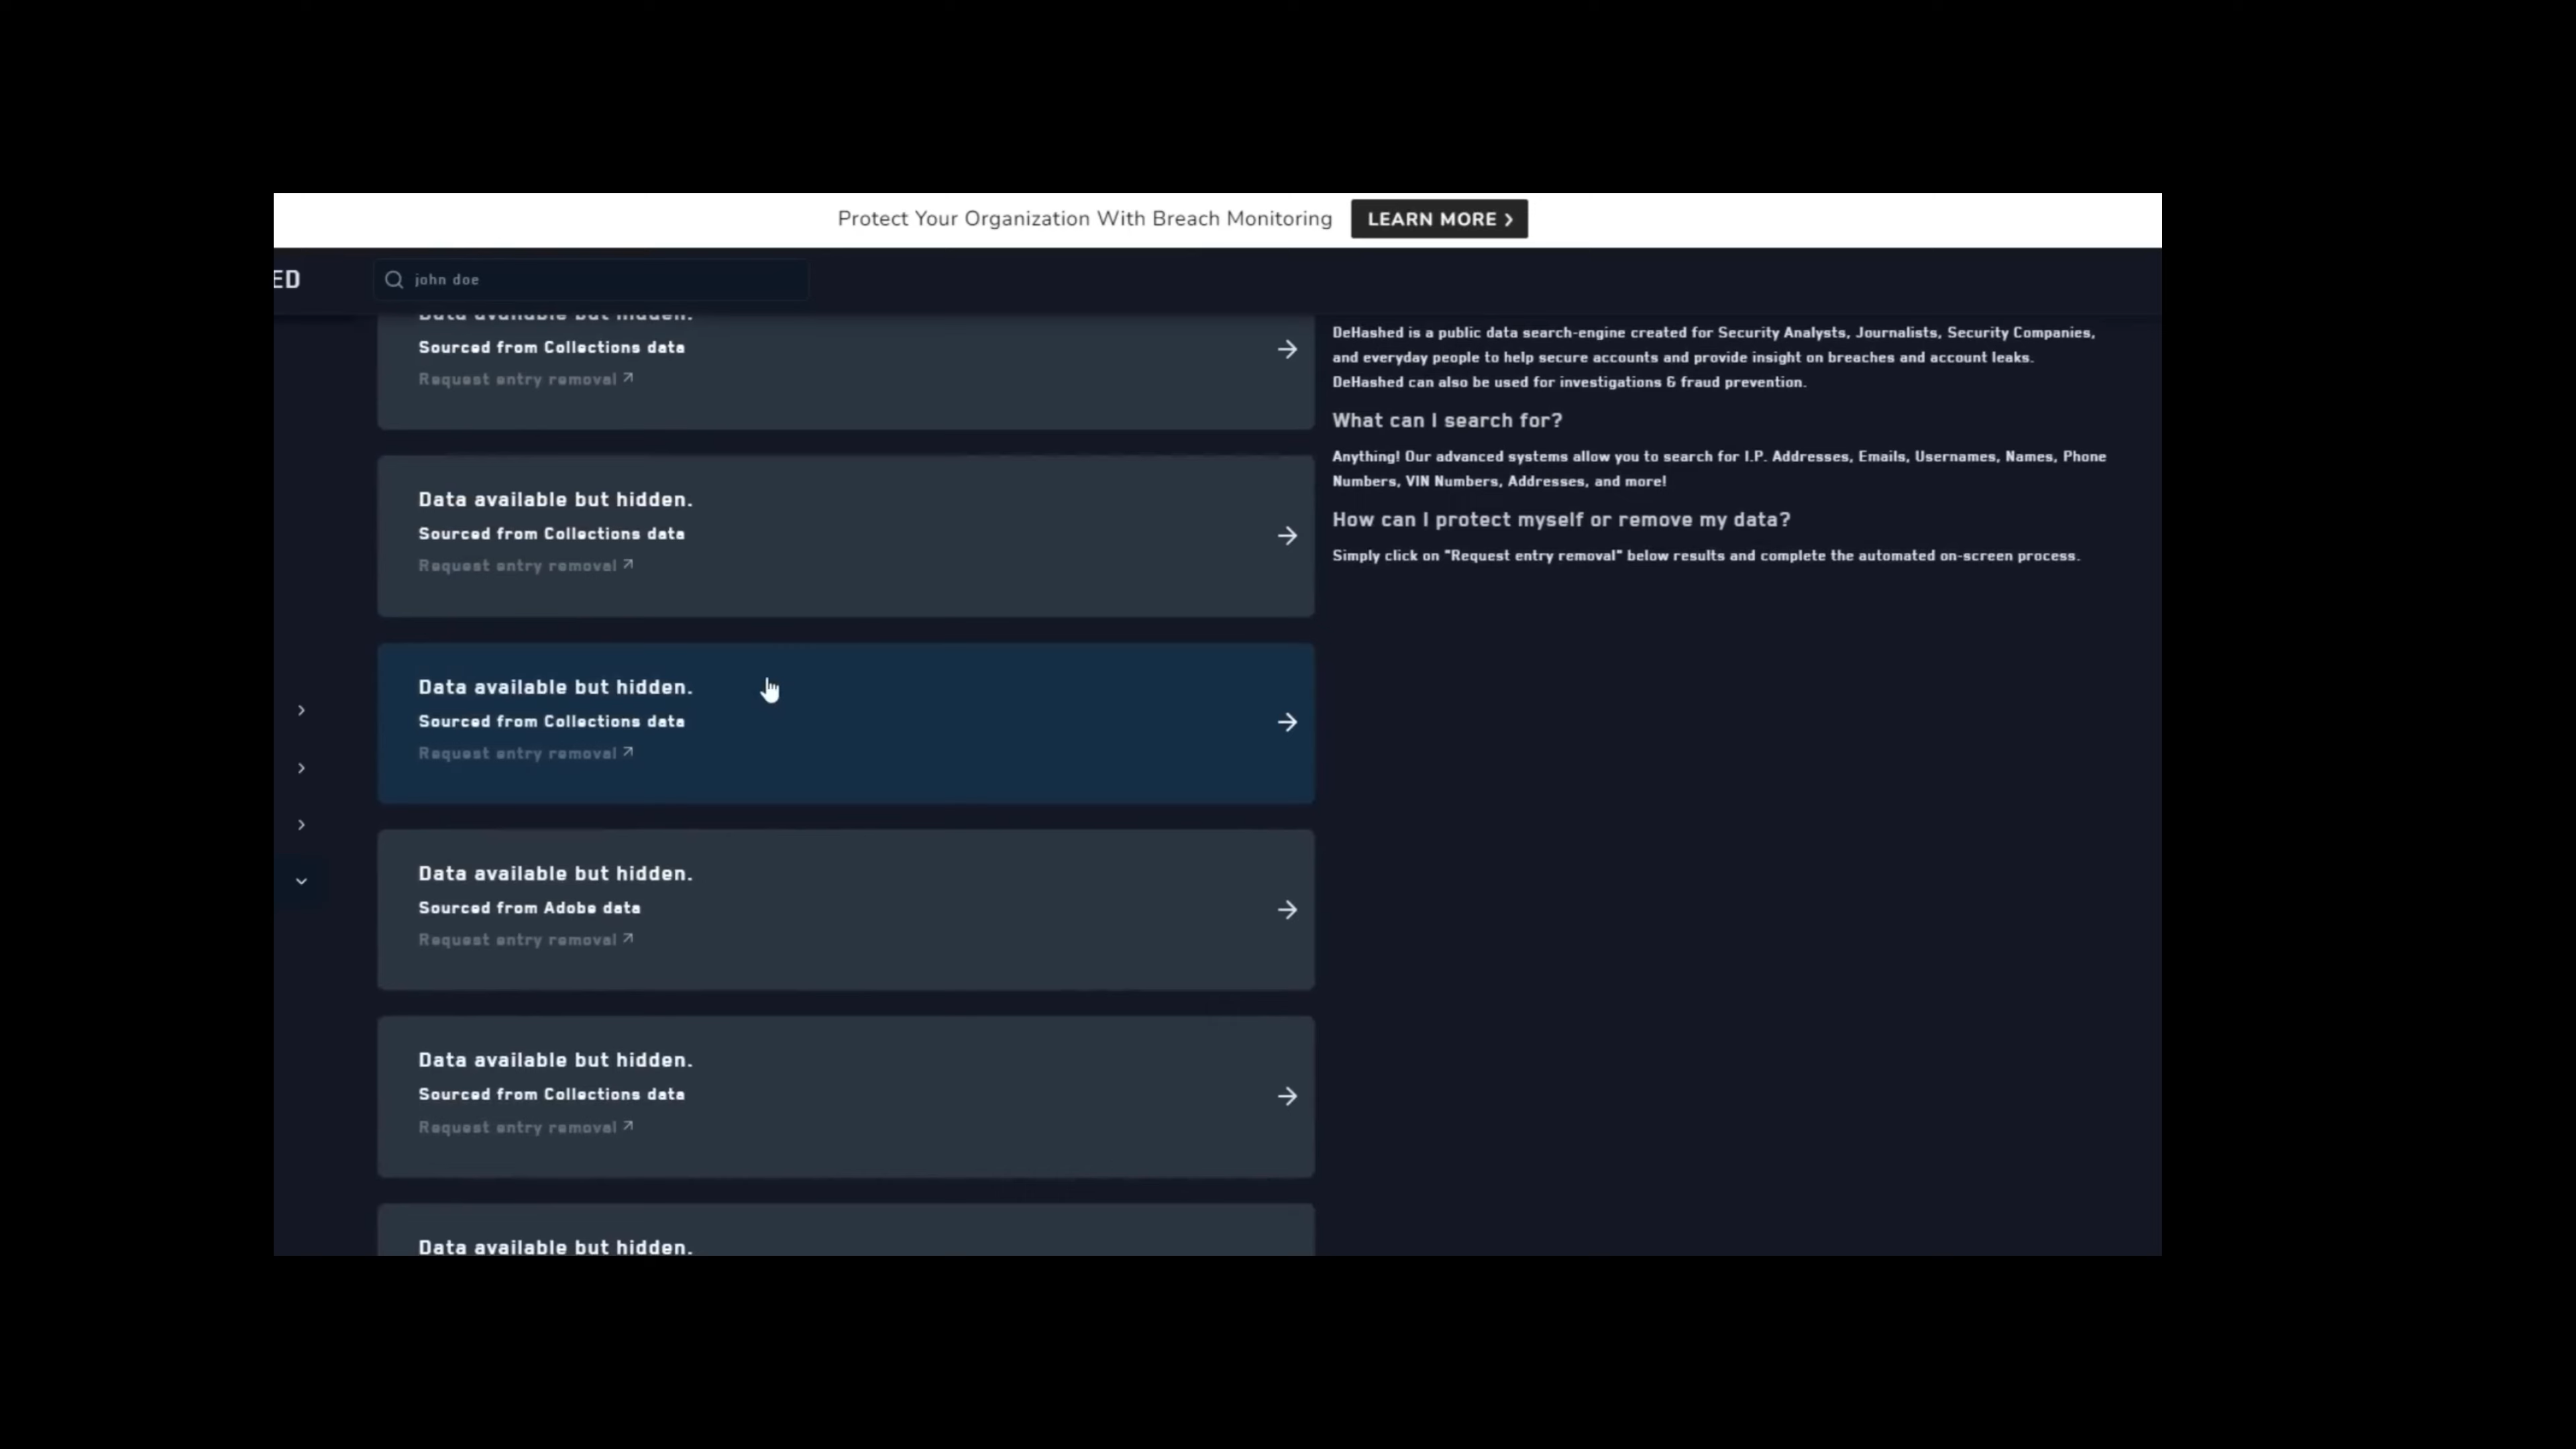 Protect Your Organization With Breach Monitoring LEARN MORE >
ED
john doe
Data available but hidden.
Sourced from Collections data
Request entry removal
Data available but hidden.
Sourced from Collections data
Request entry removal
Data available but hidden.
Sourced from Collections data
Request entry removal
Data available but hidden.
Sourced from Adobe data
Request entry removal
Data available but hidden.
Sourced from Collections data
Request entry removal
Data available but hidden.
DeHashed is a public data search-engine created for Security Analysts, Journalists, Security Companies,
and everyday people to help secure accounts and provide insight on breaches and account leaks.
DeHashed can also be used for investigations & fraud prevention.
What can I search for?
Anything! Our advanced systems allow you to search for I.P. Addresses, Emails, Usernames, Names, Phone
Numbers, VIN Numbers, Addresses, and more!
How can I protect myself or remove my data?
Simply click on "Request entry removal" below results and complete the automated on-screen process.